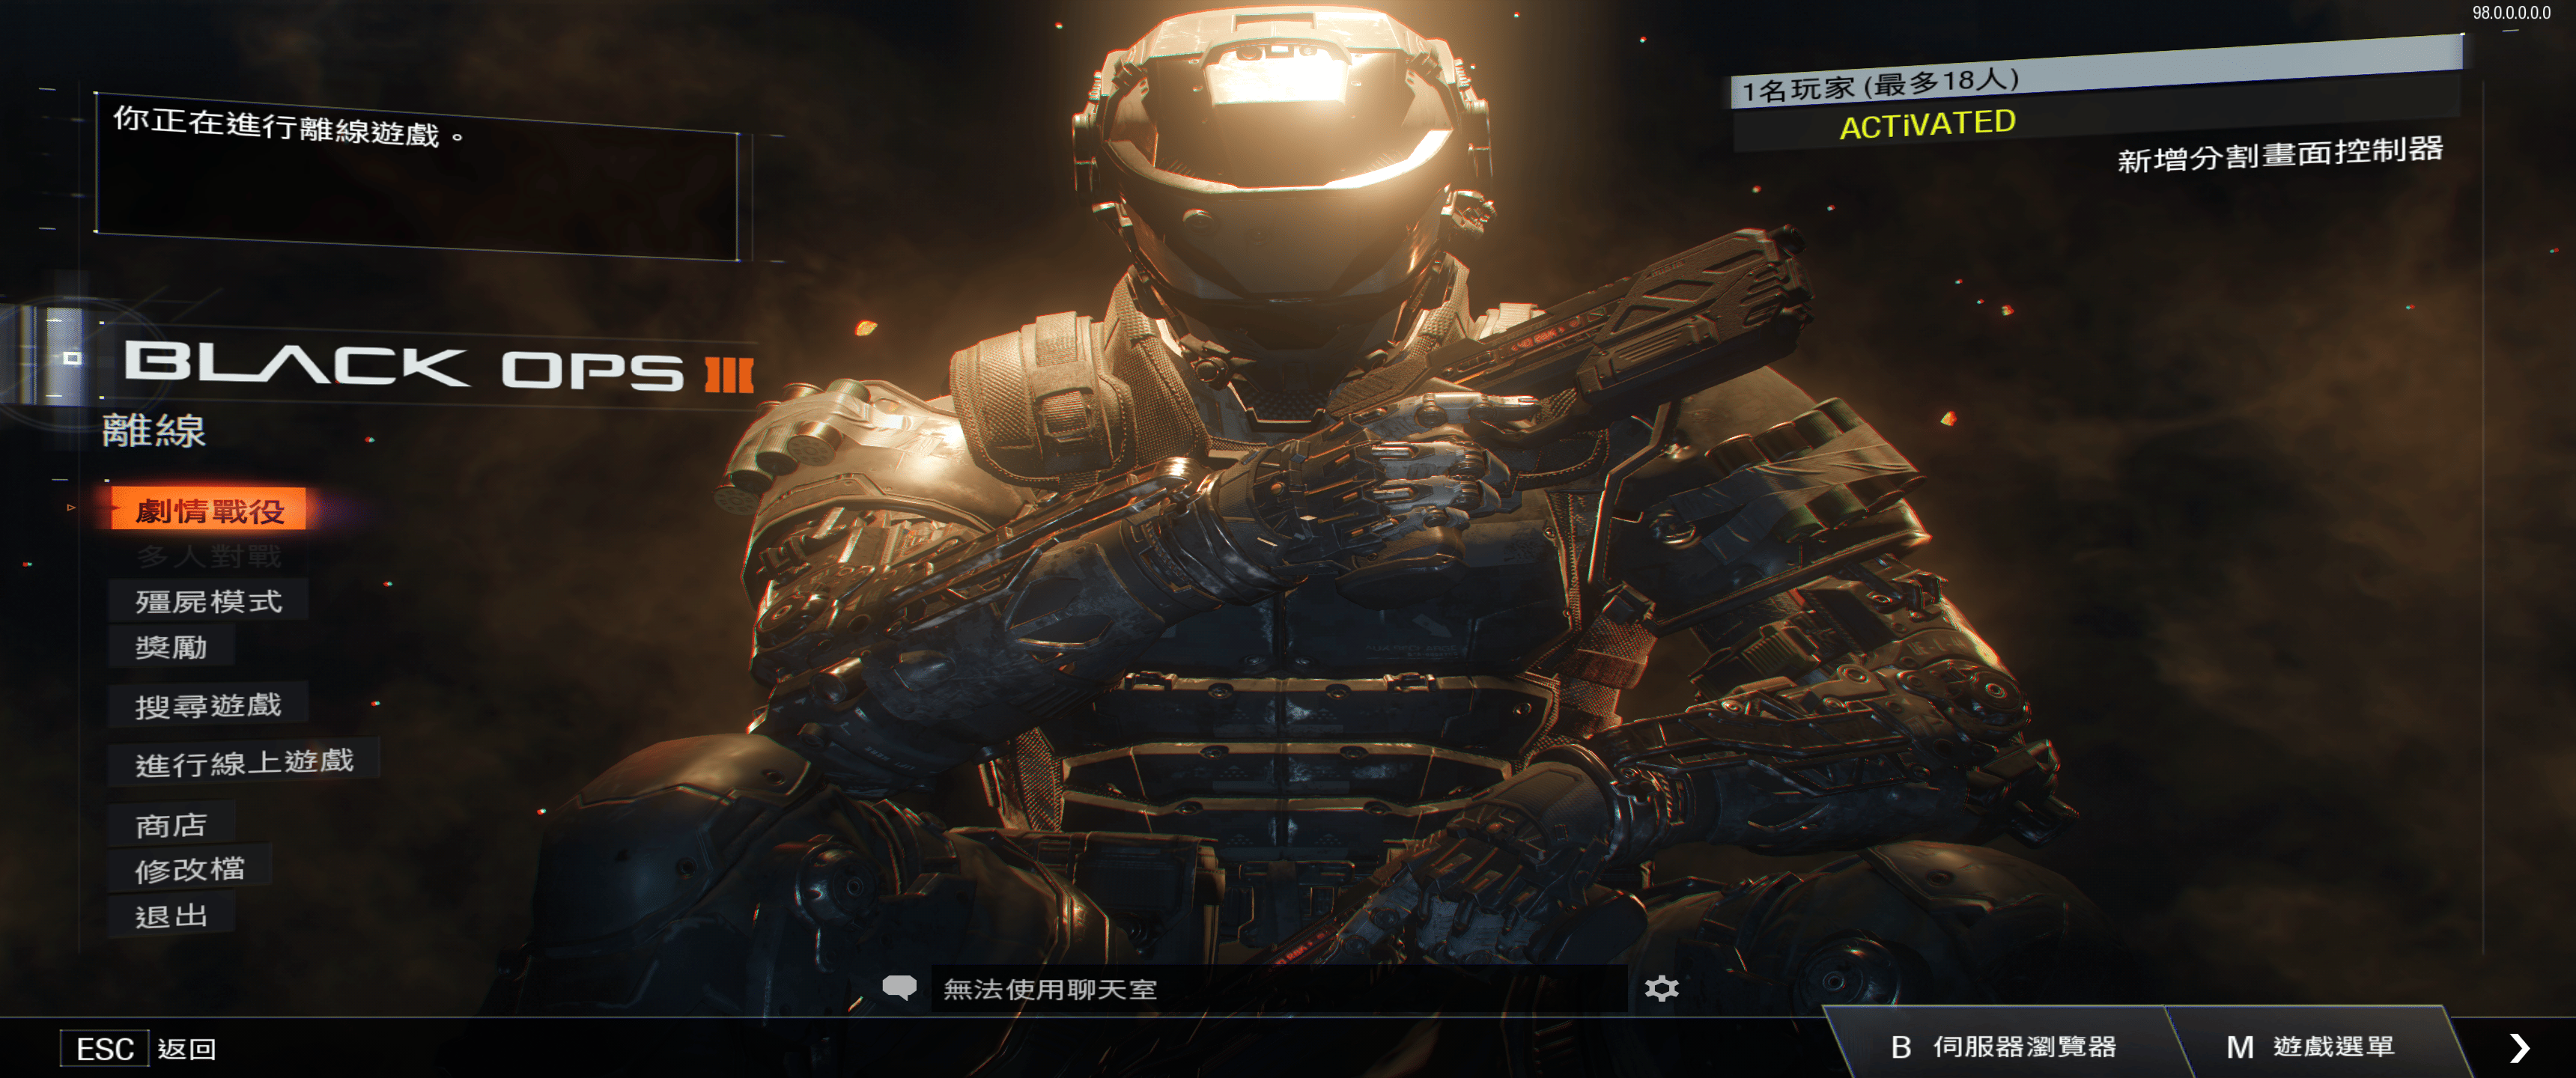 98.0.0.0.0.0
你正在進行離線遊戲。
1名玩家 (最多18人)
ACTiVATED
新增分割畫面控制器
BLACK OPS III
離線
劇情戰役
多人對戰
殭屍模式
獎勵
搜尋遊戲
進行線上遊戲
商店
修改檔
退出
無法使用聊天室
ESC 返回
B 伺服器瀏覽器
M 遊戲選單